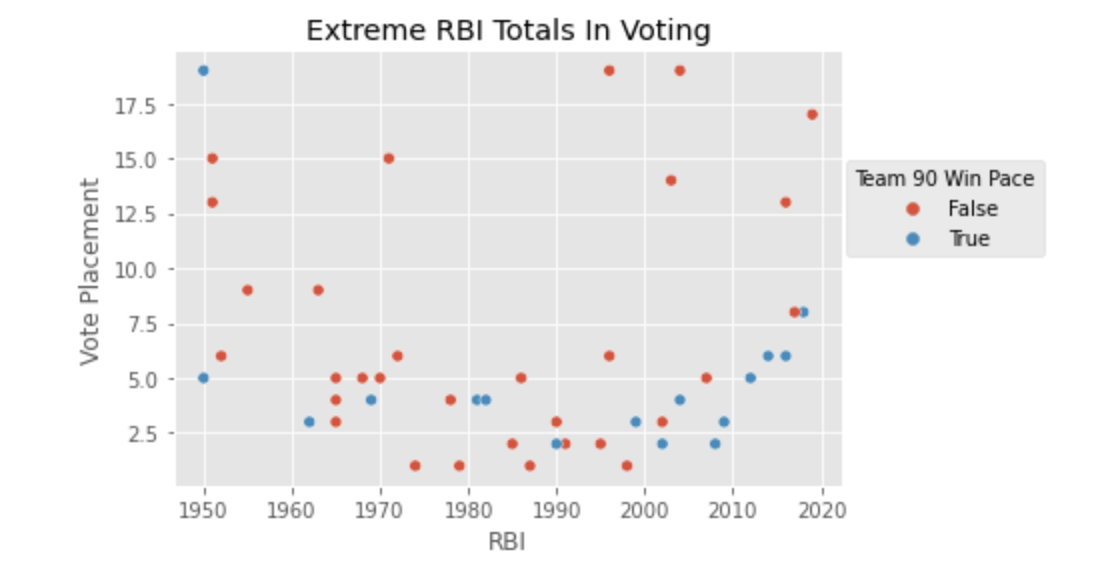 Extreme RBI Totals In Voting
17.5
15.0
12.5
10.0
7.5
5.0
2.5
Vote Placement
1950 1960 1970 1980 1990 2000 2010 2020
RBI
Team 90 Win Pace
False
True